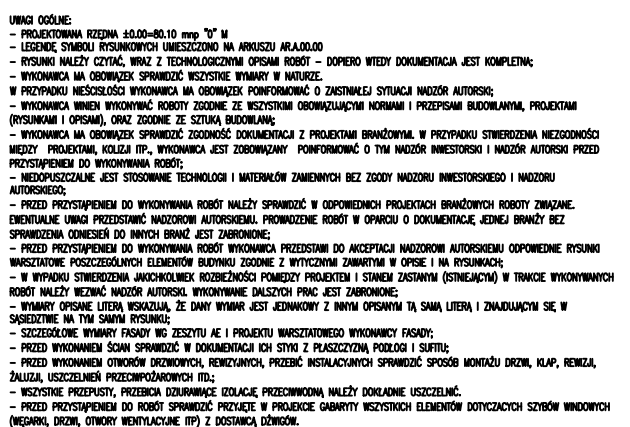 UWAGI OGÓLNE:
– PROJEKTOWANA RZĘDNA ±0.00=80.10 mnp "0" M
– LEGENDĘ SYMBOLI RYSUNKOWYCH UMIESZCZONO NA ARKUSZU AR.A.00.00
– RYSUNKI NALEŻY CZYTAĆ, WRAZ Z TECHNOLOGICZNYMI OPISAMI ROBÓT – DOPIERO WTEDY DOKUMENTACJA JEST KOMPLETNA;
– WYKONAWCA MA OBOWIĄZEK SPRAWDZIĆ WSZYSTKIE WYMIARY W NATURZE.
W PRZYPADKU NIEŚCISŁOŚCI WYKONAWCA MA OBOWIĄZEK POINFORMOWAĆ O ZAISTNIAŁEJ SYTUACJI NADZÓR AUTORSKI;
– WYKONAWCA WINIEN WYKONYWAĆ ROBOTY ZGODNIE ZE WSZYSTKIMI OBOWIĄZUJĄCYMI NORMAMI I PRZEPISAMI BUDOWLANYMI, PROJEKTAMI
(RYSUNKAMI I OPISAMI), ORAZ ZGODNIE ZE SZTUKĄ BUDOWLANĄ;
– WYKONAWCA MA OBOWIĄZEK SPRAWDZIĆ ZGODNOŚĆ DOKUMENTACJI Z PROJEKTAMI BRANŻOWYMI. W PRZYPADKU STWIERDZENIA NIEZGODNOŚCI
MIĘDZY PROJEKTAMI, KOLIZJI ITP., WYKONAWCA JEST ZOBOWIĄZANY POINFORMOWAĆ O TYM NADZÓR INWESTORSKI I NADZÓR AUTORSKI PRZED
PRZYSTĄPIENIEM DO WYKONYWANIA ROBÓT;
– NIEDOPUSZCZALNE JEST STOSOWANIE TECHNOLOGII I MATERIAŁÓW ZAMIENNYCH BEZ ZGODY NADZORU INWESTORSKIEGO I NADZORU
AUTORSKIEGO;
– PRZED PRZYSTĄPIENIEM DO WYKONYWANIA ROBÓT NALEŻY SPRAWDZIĆ W ODPOWIEDNICH PROJEKTACH BRANŻOWYCH ROBOTY ZWIĄZANE.
EWENTUALNE UWAGI PRZEDSTAWIĆ NADZOROWI AUTORSKIEMU. PROWADZENIE ROBÓT W OPARCIU O DOKUMENTACJĘ JEDNEJ BRANŻY BEZ
SPRAWDZENIA ODNIESIEŃ DO INNYCH BRANŻ JEST ZABRONIONE;
– PRZED PRZYSTĄPIENIEM DO WYKONYWANIA ROBÓT WYKONAWCA PRZEDSTAWI DO AKCEPTACJI NADZOROWI AUTORSKIEMU ODPOWIEDNIE RYSUNKI
WARSZTATOWE POSZCZEGÓLNYCH ELEMENTÓW BUDYNKU ZGODNIE Z WYTYCZNYMI ZAWARTYMI W OPISIE I NA RYSUNKACH;
– W WYPADKU STWIERDZENIA JAKICHKOLWIEK ROZBIEŻNOŚCI POMIĘDZY PROJEKTEM I STANEM ZASTANYM (ISTNIEJĄCYM) W TRAKCIE WYKONYWANYCH
ROBÓT NALEŻY WEZWAĆ NADZÓR AUTORSKI. WYKONYWANIE DALSZYCH PRAC JEST ZABRONIONE;
– WYMIARY OPISANE LITERĄ WSKAZUJĄ, ŻE DANY WYMIAR JEST JEDNAKOWY Z INNYM OPISANYM TĄ SAMĄ LITERĄ I ZNAJDUJĄCYM SIĘ W
SĄSIEDZTWIE NA TYM SAMYM RYSUNKU;
– SZCZEGÓŁOWE WYMIARY FASADY WG ZESZYTU AE I PROJEKTU WARSZTATOWEGO WYKONAWCY FASADY;
– PRZED WYKONANIEM ŚCIAN SPRAWDZIĆ W DOKUMENTACJI ICH STYKI Z PŁASZCZYZNĄ PODŁOGI I SUFITU;
– PRZED WYKONANIEM OTWORÓW DRZWIOWYCH, REWIZYJNYCH, PRZEBIĆ INSTALACYJNYCH SPRAWDZIĆ SPOSÓB MONTAŻU DRZWI, KLAP, REWIZJI,
ŻALUZJI, USZCZELNIEŃ PRZECIWPOŻAROWYCH ITD.;
– WSZYSTKIE PRZEPUSTY, PRZEBICIA DZIURAWIĄCE IZOLACJĘ PRZECIWWODNĄ NALEŻY DOKŁADNIE USZCZELNIĆ.
– PRZED PRZYSTĄPIENIEM DO ROBÓT SPRAWDZIĆ PRZYJĘTE W PROJEKCIE GABARYTY WSZYSTKICH ELEMENTÓW DOTYCZACYCH SZYBÓW WINDOWYCH
(WĘGARKI, DRZWI, OTWORY WENTYLACYJNE ITP) Z DOSTAWCĄ DŹWIGÓW.